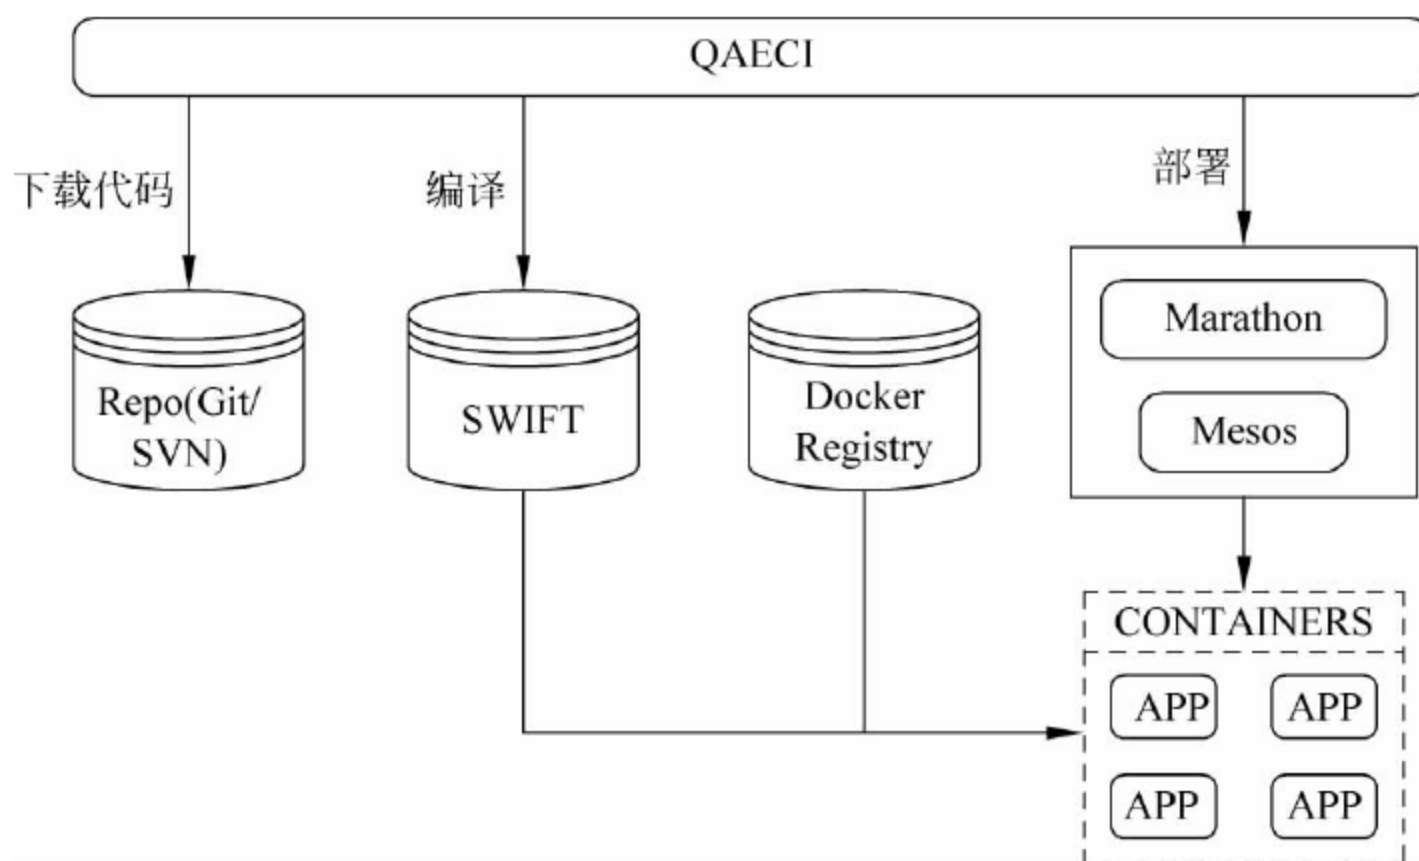 QAECI
下载代码
编译
部署
Repo(Git/
SVN)
SWIFT
Docker
Registry
Marathon
Mesos
CONTAINERS
APP
APP
APP
APP